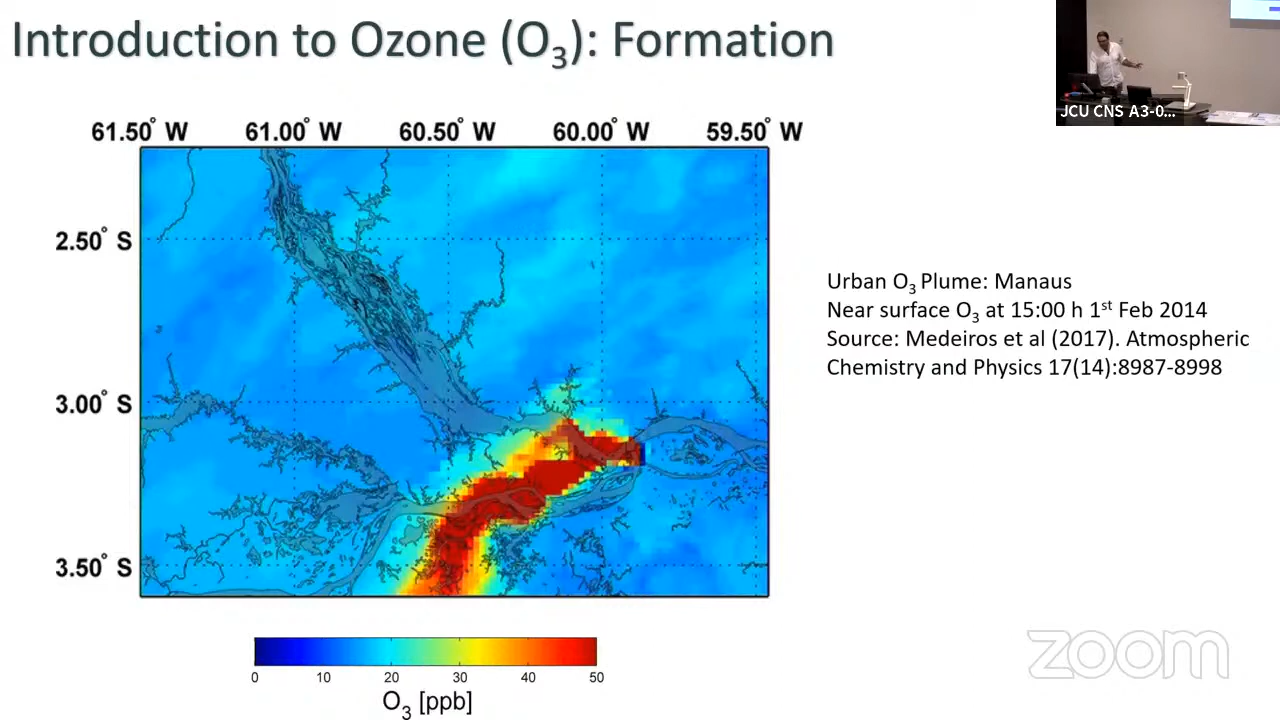 Introduction to Ozone (O₃): Formation
JCU CNS A3-0...
61.50° W 61.00° W 60.50° W 60.00° W 59.50° W
2.50° S
3.00° S
3.50° S
Urban O₃ Plume: Manaus
Near surface O₃ at 15:00 h 1ˢᵗ Feb 2014
Source: Medeiros et al (2017). Atmospheric
Chemistry and Physics 17(14):8987-8998
0 10 20 30 40 50
O₃ [ppb]
zoom